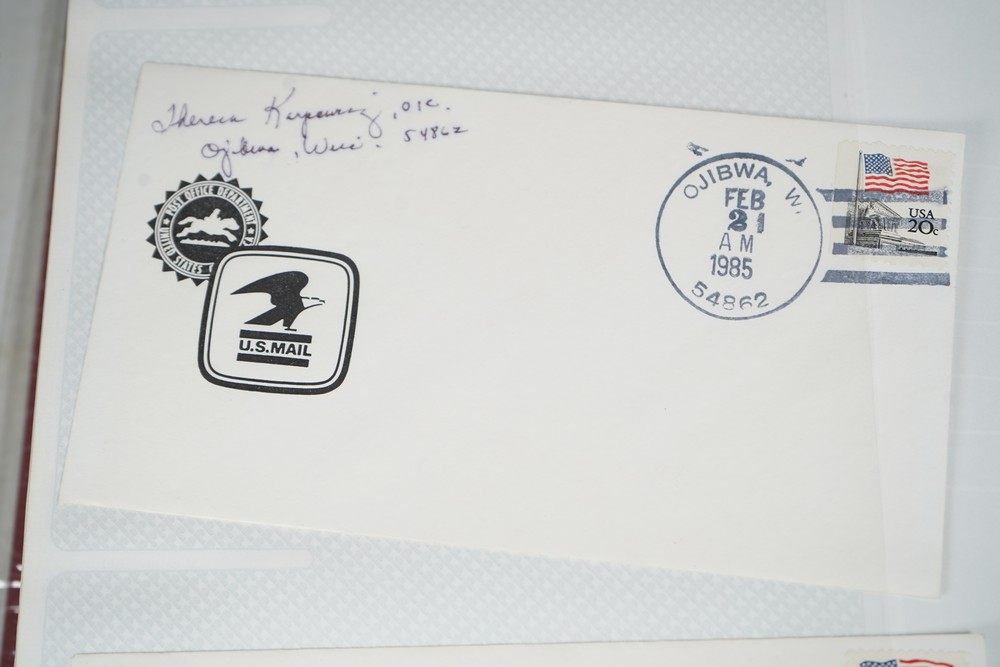 Theresa , OIC.
Ojibwa, Wisc. 54862
POST OFFICE DEPARTMENT
UNITED STATES
U.S.MAIL
OJIBWA, W.
FEB
21
AM
1985
54862
USA
20c